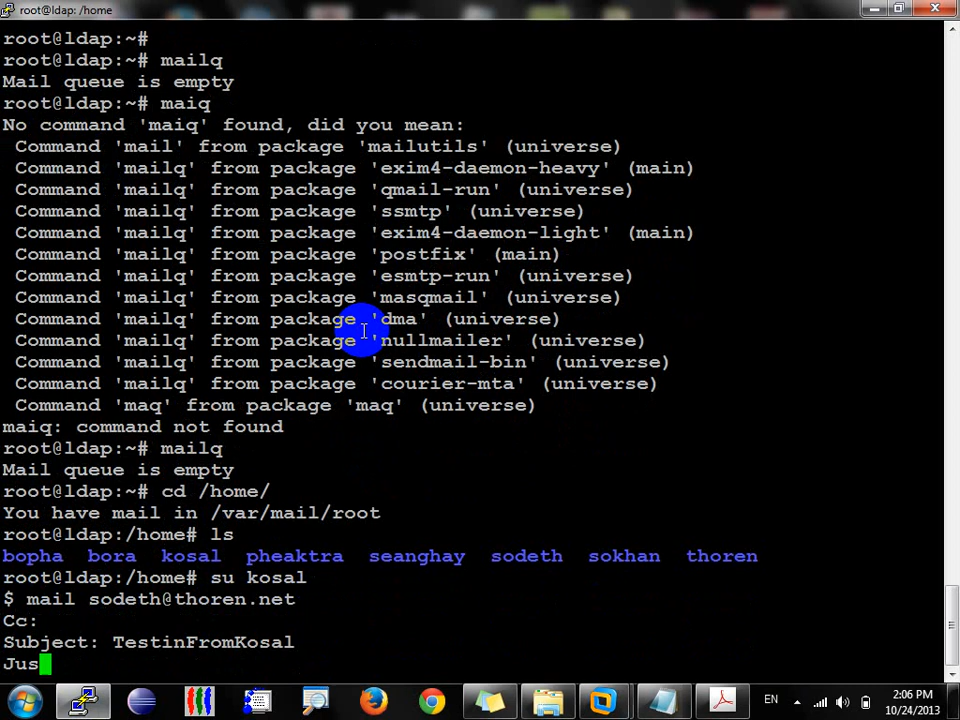 root@ldap: /home
root@ldap:~#
root@ldap:~# mailq
Mail queue is empty
root@ldap:~# maiq
No command 'maiq' found, did you mean:
Command 'mail' from package 'mailutils' (universe)
Command 'mailq' from package 'exim4-daemon-heavy' (main)
Command 'mailq' from package 'qmail-run' (universe)
Command 'mailq' from package 'ssmtp' (universe)
Command 'mailq' from package 'exim4-daemon-light' (main)
Command 'mailq' from package 'postfix' (main)
Command 'mailq' from package 'esmtp-run' (universe)
Command 'mailq' from package 'masqmail' (universe)
Command 'mailq' from package 'dma' (universe)
Command 'mailq' from package 'nullmailer' (universe)
Command 'mailq' from package 'sendmail-bin' (universe)
Command 'mailq' from package 'courier-mta' (universe)
Command 'maq' from package 'maq' (universe)
maiq: command not found
root@ldap:~# mailq
Mail queue is empty
root@ldap:~# cd /home/
You have mail in /var/mail/root
root@ldap:/home# ls
bopha bora kosal pheaktra seanghay sodeth sokhan thoren
root@ldap:/home# su kosal
$ mail sodeth@thoren.net
Cc:
Subject: TestinFromKosal
Jus
EN
2:06 PM
10/24/2013